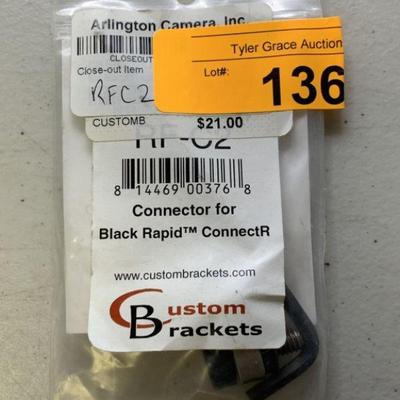 Arlington Camera, Inc
CLOSEOUT
Close-out Item
RFC2
CUSTOMB
$21.00
Tyler Grace Auction
Lot#:
136
RF-C2
8 14469 00376 8
Connector for
Black Rapid™ ConnectR
www.custombrackets.com
Custom
Brackets